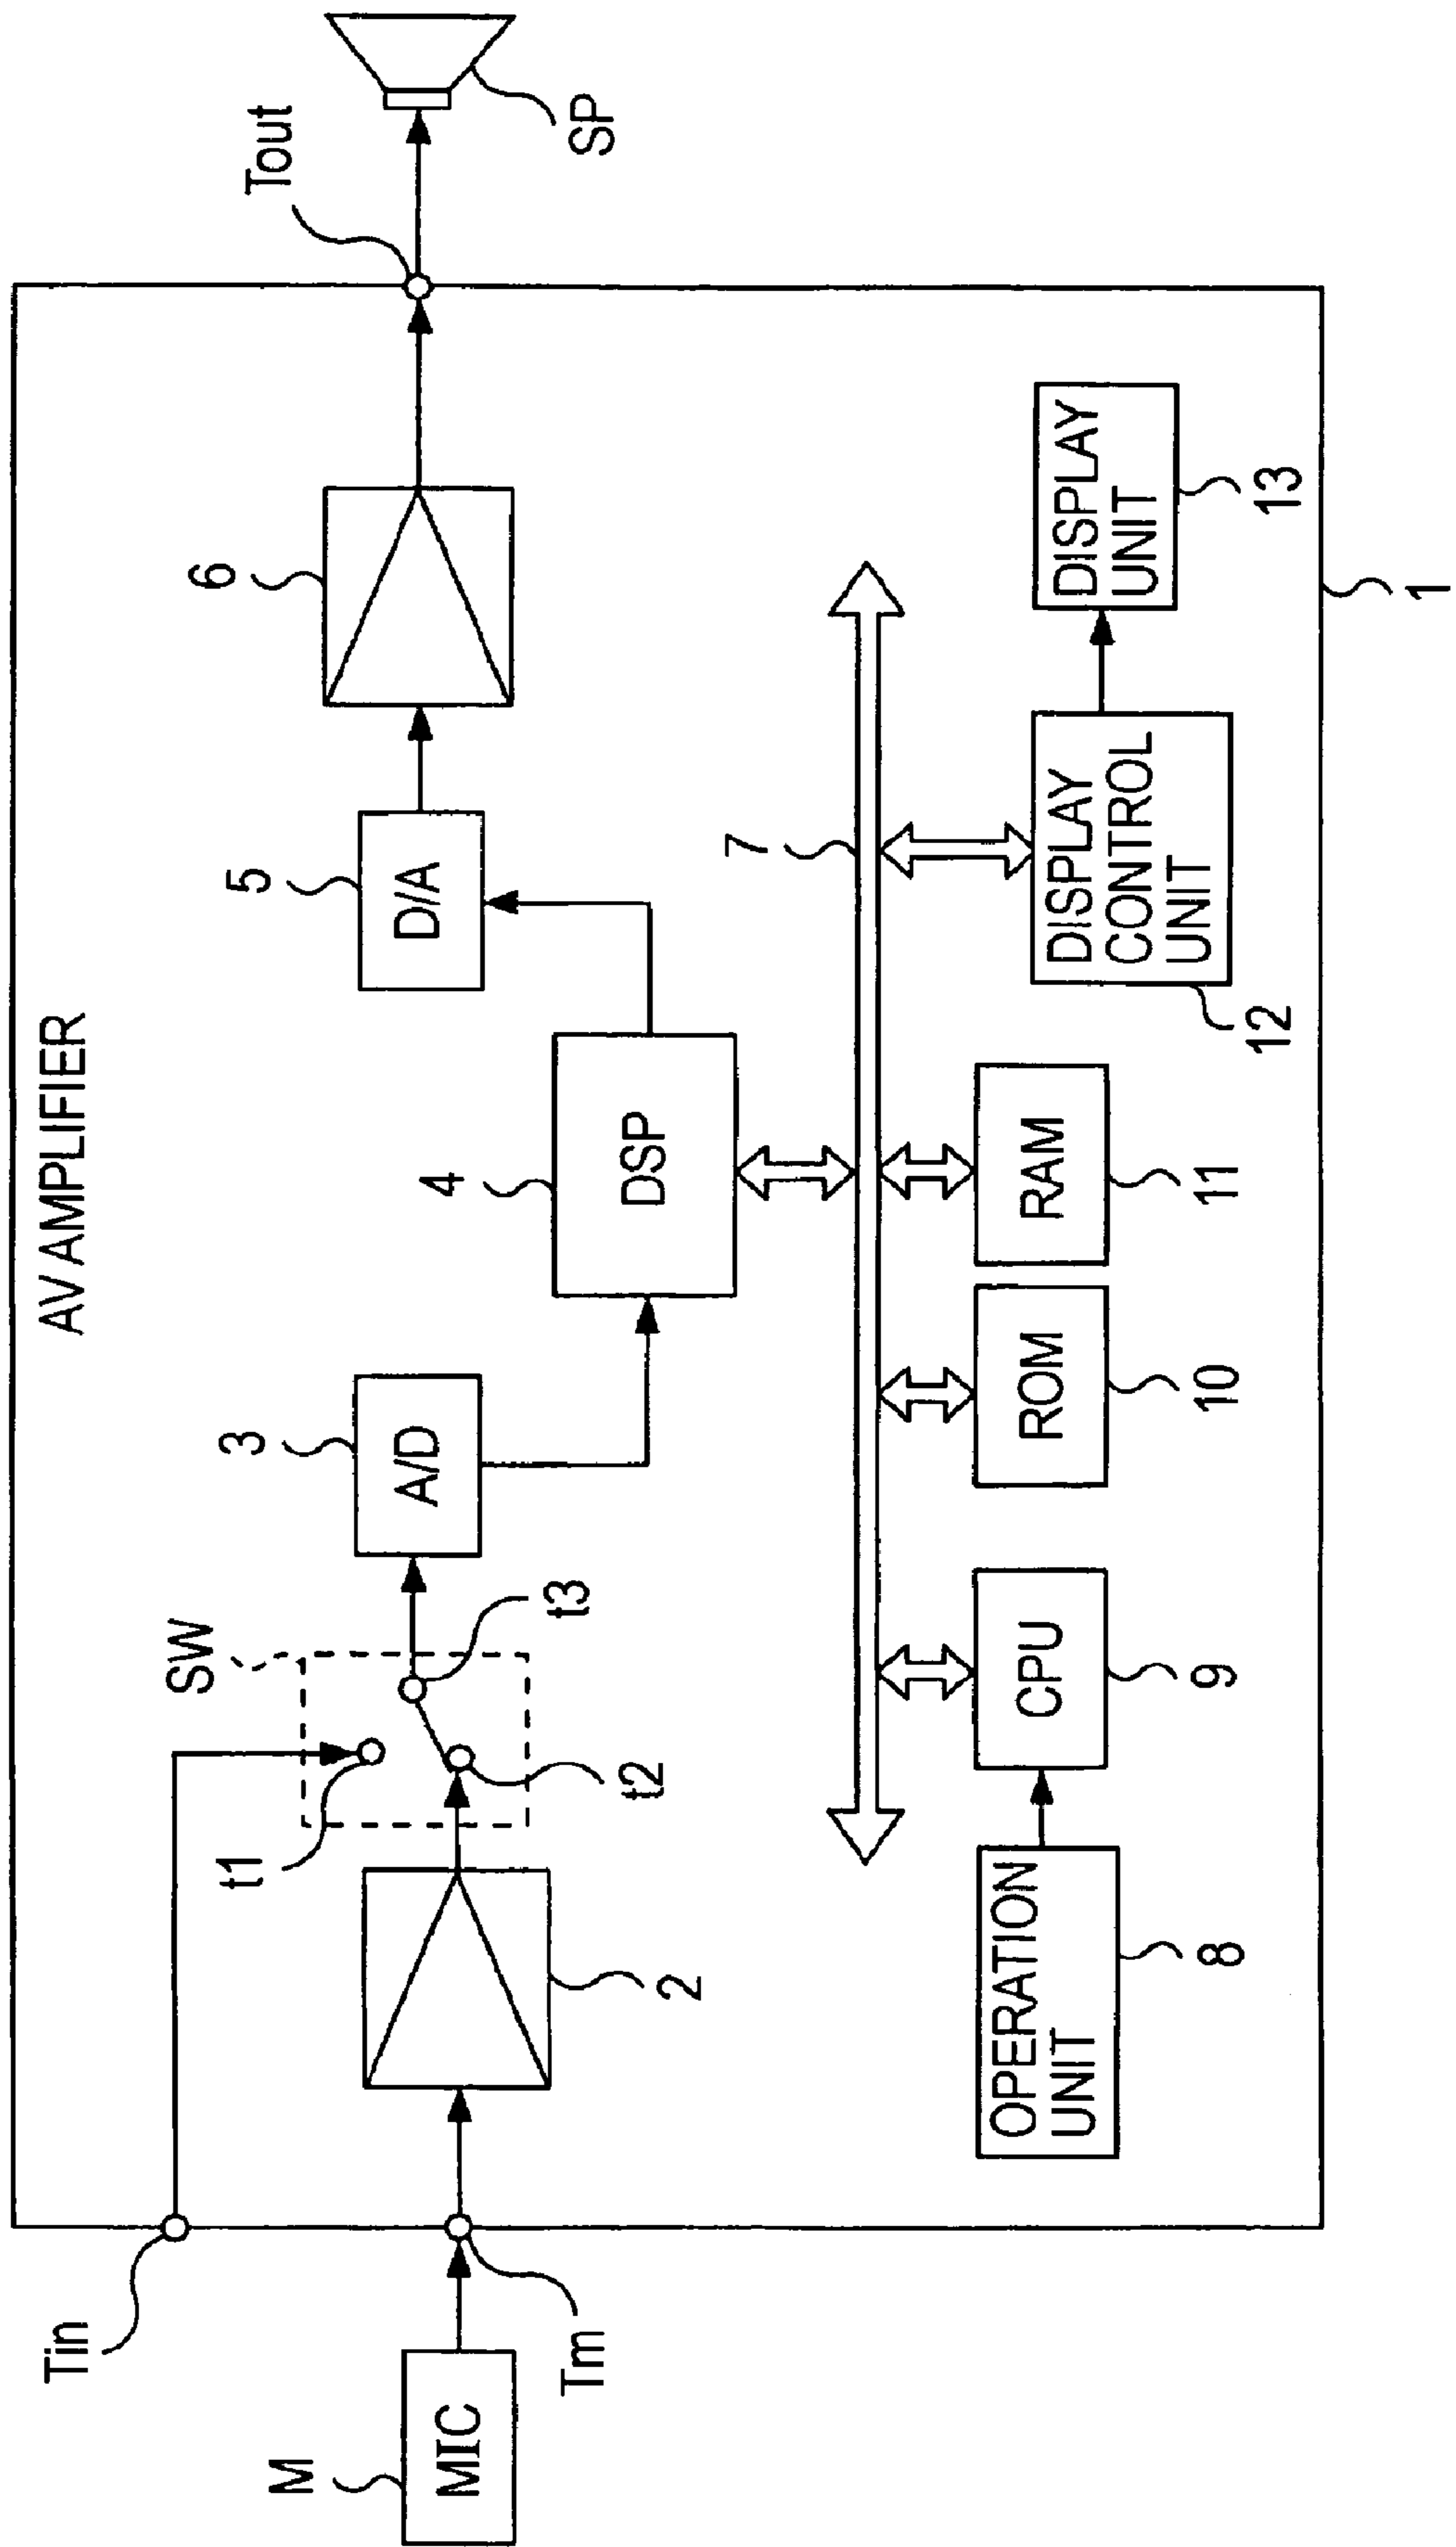 AV AMPLIFIER
Tin
M
MIC
Tm
2
t1
t2
SW
t3
3
A/D
4
DSP
5
D/A
6
Tout
SP
7
OPERATION
UNIT
8
CPU
9
ROM
10
RAM
11
DISPLAY
CONTROL
UNIT
12
DISPLAY
UNIT
13
1